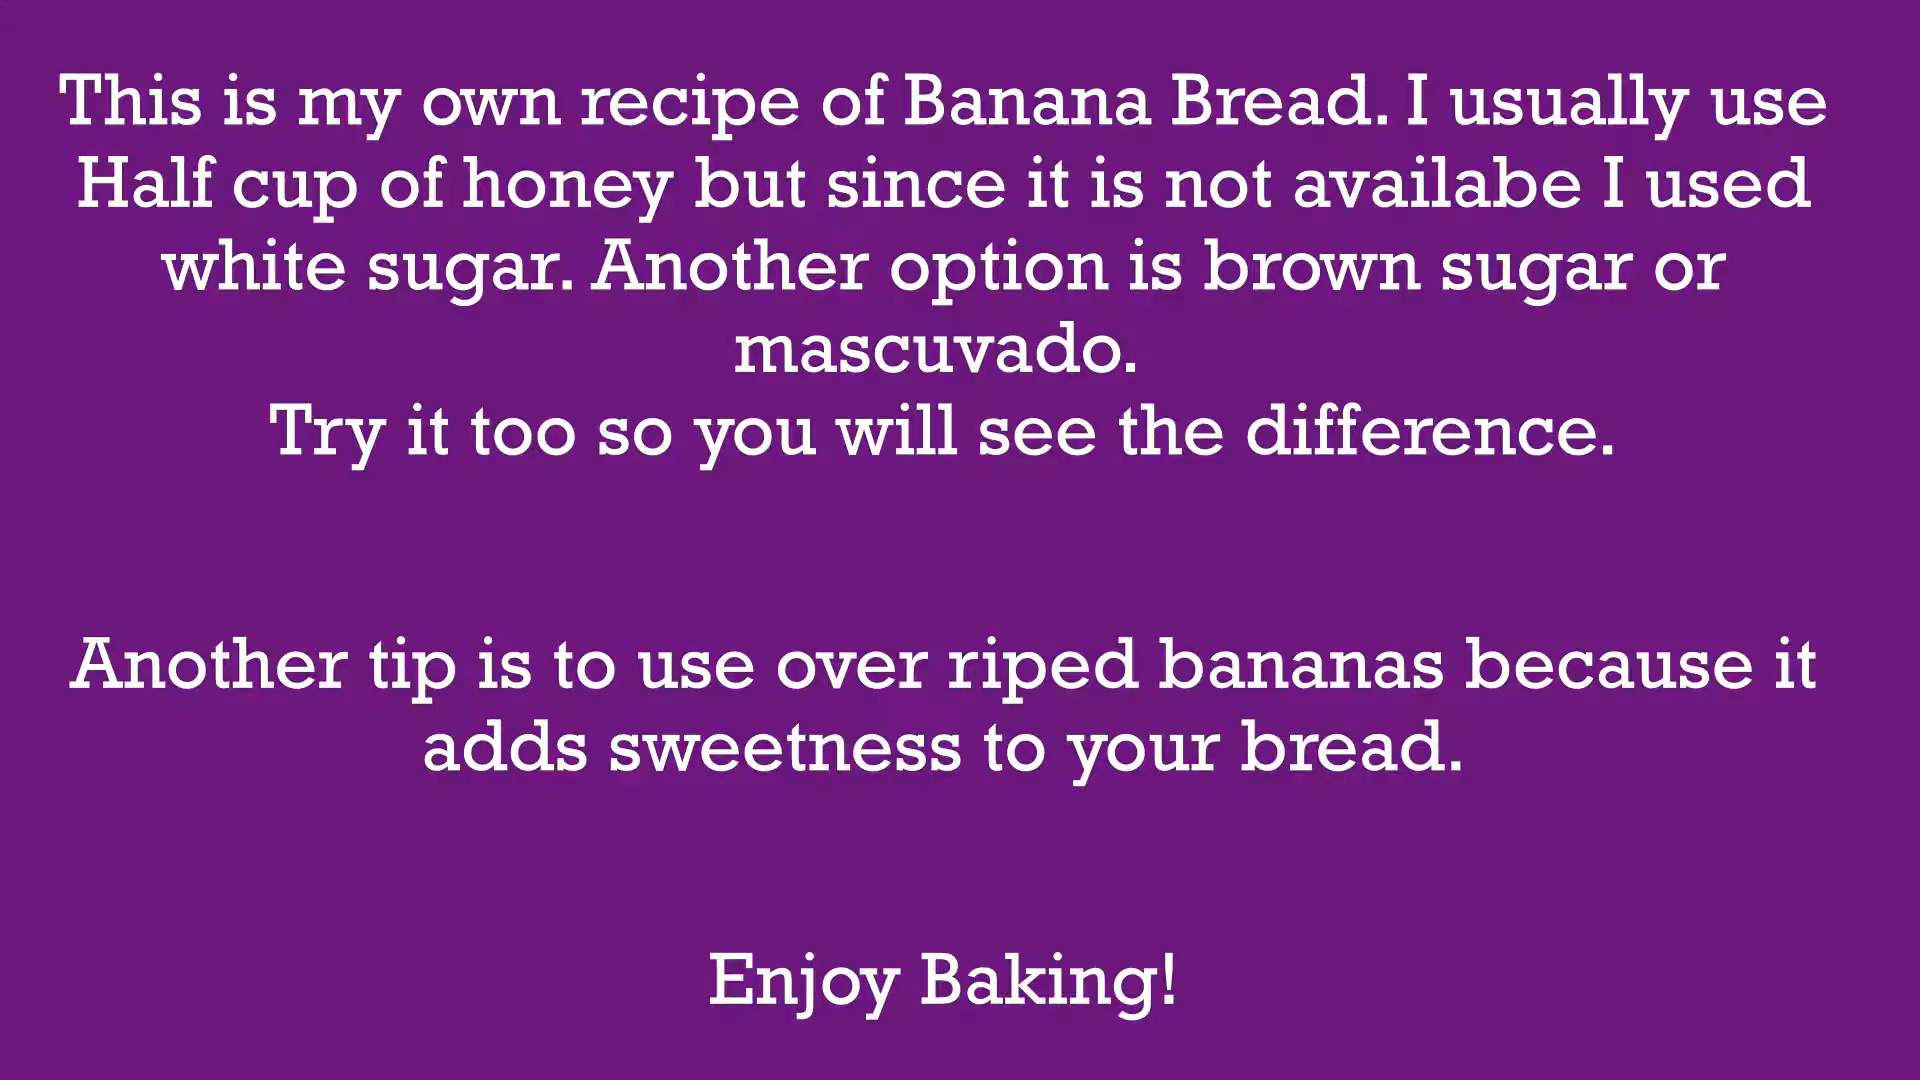 This is my own recipe of Banana Bread. I usually use
Half cup of honey but since it is not availabe I used
white sugar. Another option is brown sugar or
mascuvado.
Try it too so you will see the difference.
Another tip is to use over riped bananas because it
adds sweetness to your bread.
Enjoy Baking!